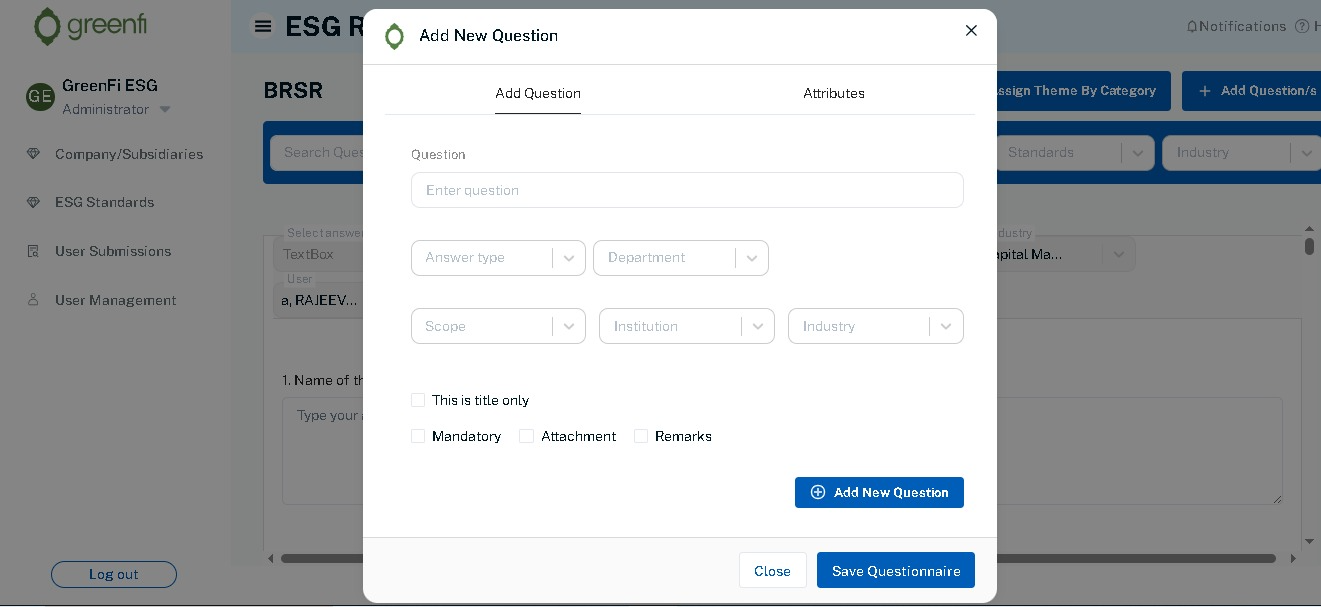 greenfi
ESG R
Notifications
GreenFi ESG
GE
Administrator
Company/Subsidiaries
ESG Standards
User Submissions
User Management
Log out
BRSR
ssign Theme By Category
Add Question/s
Search Ques
Standards
Industry
Select answer
TextBox
dustry
apital Ma...
User
a, RAJEEV...
1. Name of th
Type your
Add New Question
Add Question
Attributes
Question
Enter question
Answer type
Department
Scope
Institution
Industry
This is title only
Mandatory
Attachment
Remarks
Add New Question
Close
Save Questionnaire